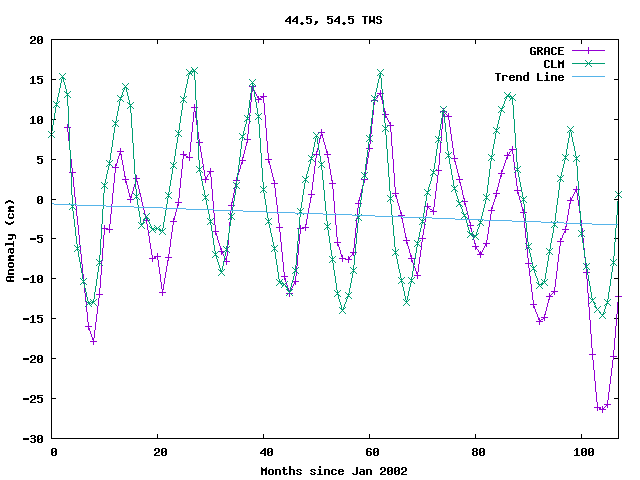 44.5, 54.5 TWS
GRACE
CLM
Trend Line
20
15
10
5
0
-5
-10
-15
-20
-25
-30
Anomaly (cm)
0 20 40 60 80 100
Months since Jan 2002